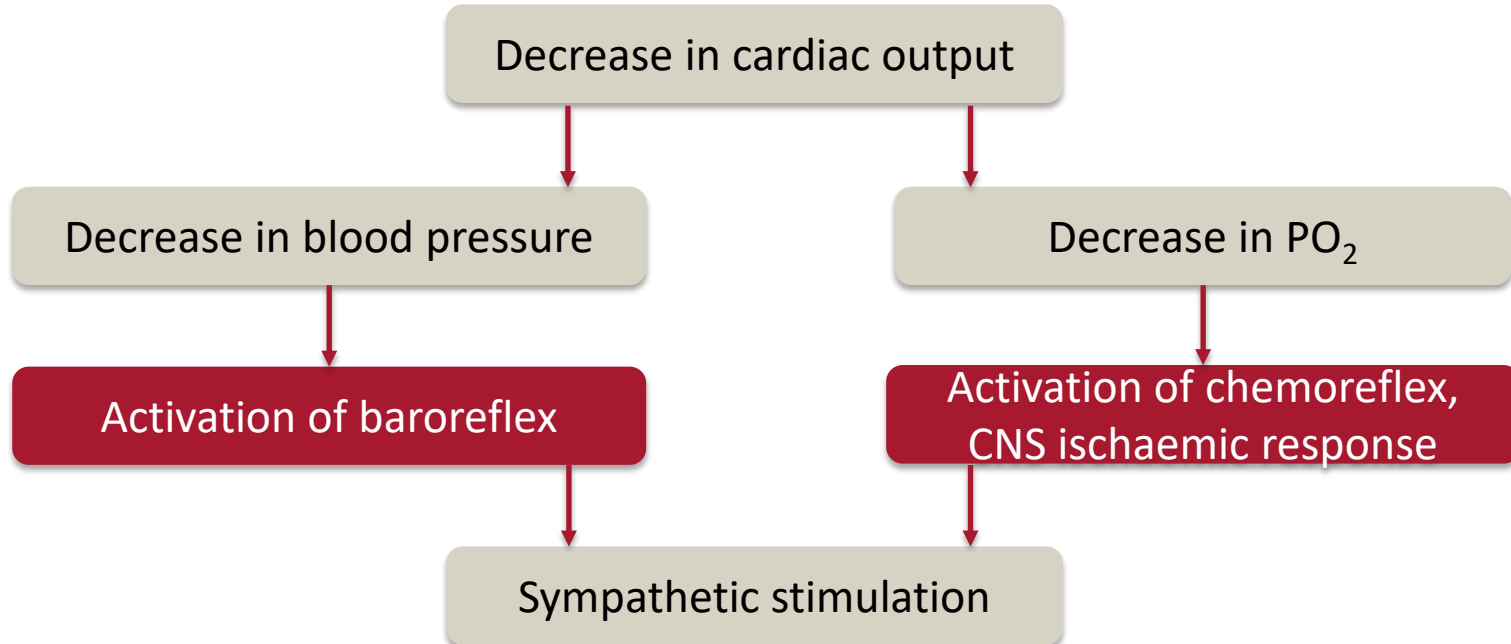 Decrease in cardiac output
Decrease in blood pressure
Decrease in PO₂
Activation of baroreflex
Activation of chemoreflex,
CNS ischaemic response
Sympathetic stimulation